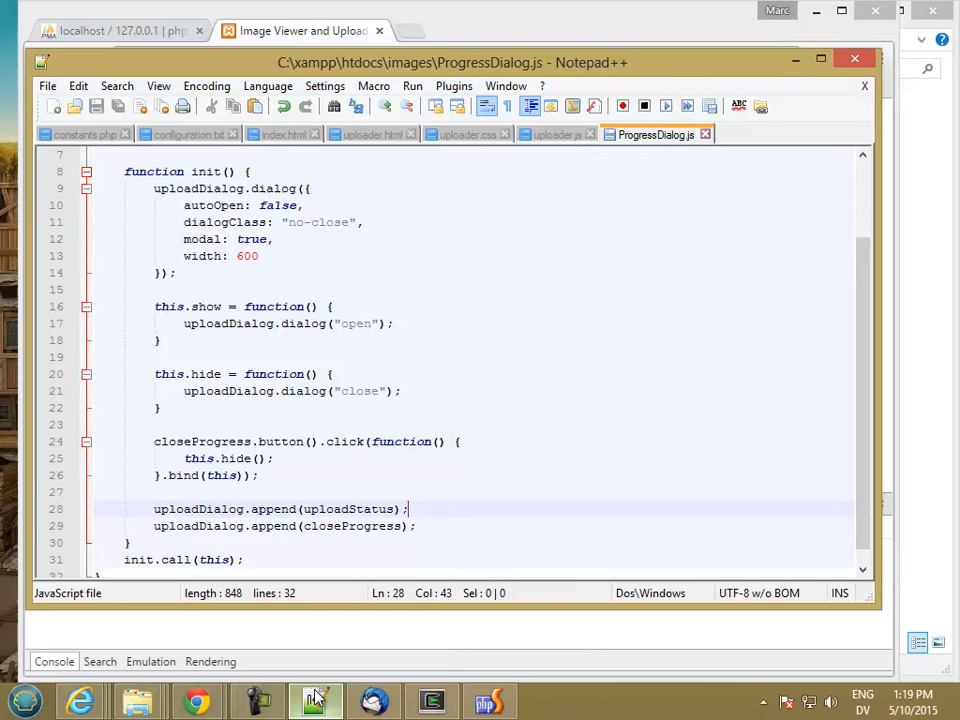 Marc
localhost / 127.0.0.1 | php
Image Viewer and Upload
C:\xampp\htdocs\images\ProgressDialog.js - Notepad++
File Edit Search View Encoding Language Settings Macro Run Plugins Window ? X
constants.php configuration.txt index.html uploader.html uploader.css uploader.js ProgressDialog.js
7
8 function init() {
9 uploadDialog.dialog({
10 autoOpen: false,
11 dialogClass: "no-close",
12 modal: true,
13 width: 600
14 });
15
16 this.show = function() {
17 uploadDialog.dialog("open");
18 }
19
20 this.hide = function() {
21 uploadDialog.dialog("close");
22 }
23
24 closeProgress.button().click(function() {
25 this.hide();
26 }.bind(this));
27
28 uploadDialog.append(uploadStatus);
29 uploadDialog.append(closeProgress);
30 }
31 init.call(this);
32 }
JavaScript file length : 848 lines : 32 Ln : 28 Col : 43 Sel : 0 | 0 Dos\Windows UTF-8 w/o BOM INS
Console Search Emulation Rendering
ENG 1:19 PM
DV 5/10/2015